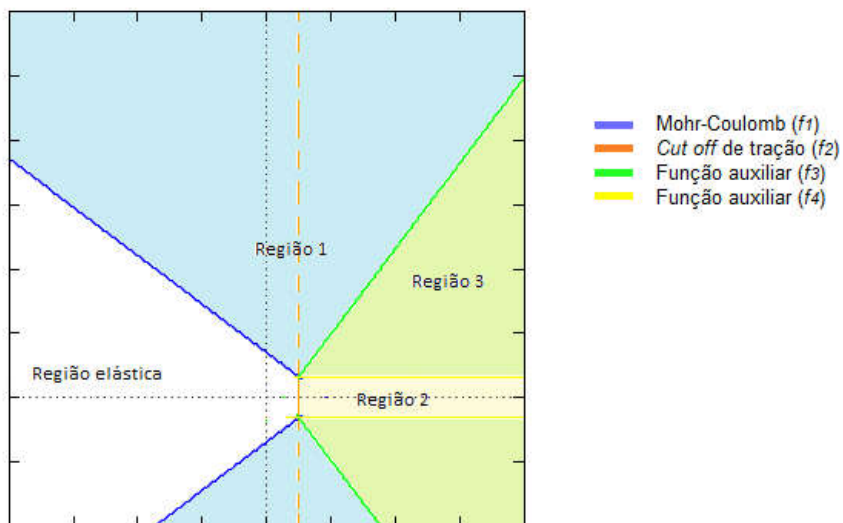 Região 1
Região 3
Região elástica
Região 2
Mohr-Coulomb (f1)
Cut off de tração (f2)
Função auxiliar (f3)
Função auxiliar (f4)